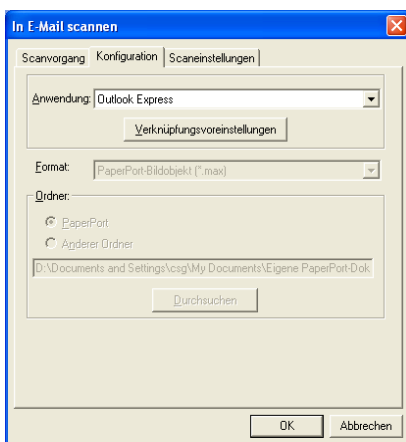 In E-Mail scannen
Scanvorgang Konfiguration Scaneinstellungen
Anwendung: Outlook Express
Verknüpfungsvoreinstellungen
Format: PaperPort-Bildobjekt (*.max)
Ordner:
PaperPort
Anderer Ordner
D:\Documents and Settings\csg\My Documents\Eigene PaperPort-Dok
Durchsuchen
OK Abbrechen